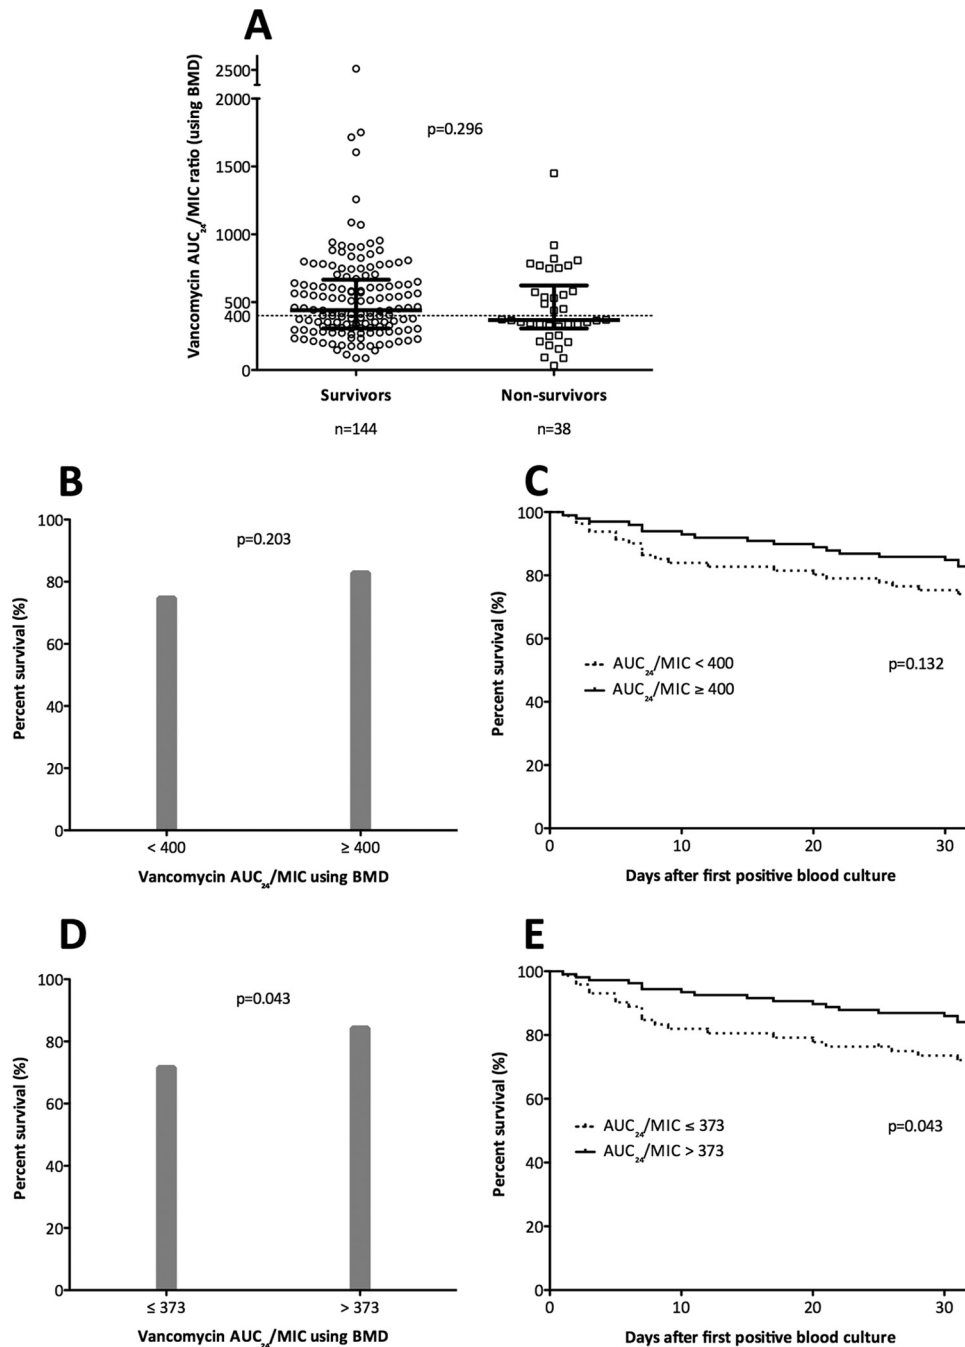 A
Vancomycin AUC₂₄/MIC ratio (using BMD)
2500
2000
1500
1000
500
400
0
p=0.296
Survivors
Non-survivors
n=144
n=38
B
Percent survival (%)
100
80
60
40
20
0
p=0.203
< 400
≥ 400
Vancomycin AUC₂₄/MIC using BMD
C
Percent survival (%)
100
80
60
40
20
0
AUC₂₄/MIC < 400
AUC₂₄/MIC ≥ 400
p=0.132
0
10
20
30
Days after first positive blood culture
D
Percent survival (%)
100
80
60
40
20
0
p=0.043
≤ 373
> 373
Vancomycin AUC₂₄/MIC using BMD
E
Percent survival (%)
100
80
60
40
20
0
AUC₂₄/MIC ≤ 373
AUC₂₄/MIC > 373
p=0.043
0
10
20
30
Days after first positive blood culture